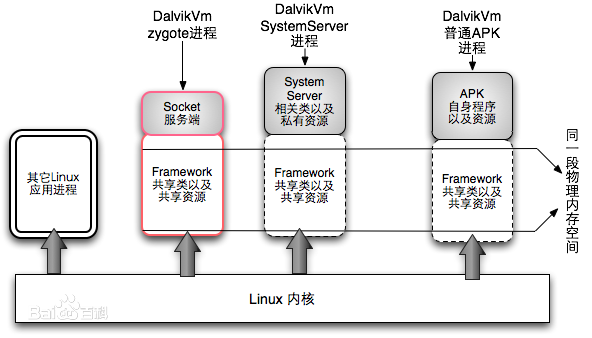 DalvikVm
zygote进程
DalvikVm
SystemServer
进程
DalvikVm
普通APK
进程
Socket
服务端
System
Server
相关类以及
私有资源
APK
自身程序
以及资源
其它Linux
应用进程
Framework
共享类以及
共享资源
Framework
共享类以及
共享资源
Framework
共享类以及
共享资源
同一段物理内存空间
Linux 内核
Baidu百科